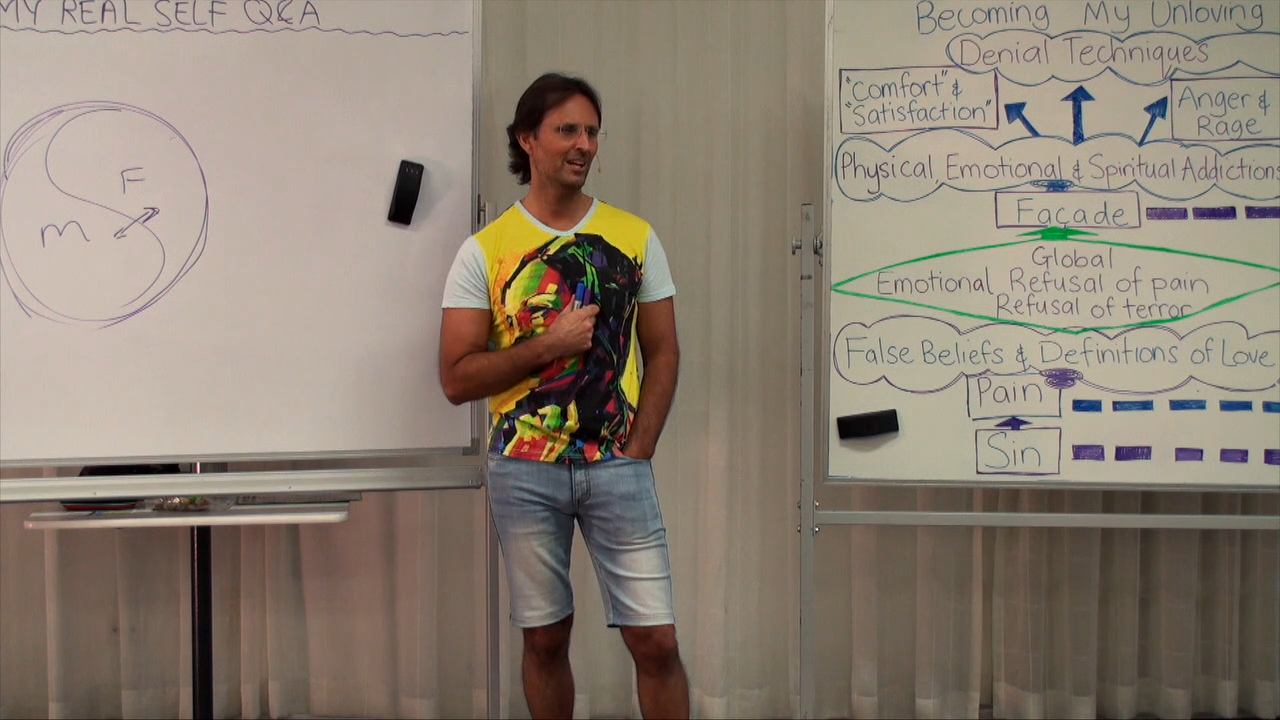 MY REAL SELF Q&A
F
M
Becoming My Unloving
Denial Techniques
"Comfort" &
"Satisfaction"
Anger &
Rage
Physical, Emotional & Spiritual Addictions
Façade
Global
Emotional Refusal of pain
Refusal of terror
False Beliefs & Definitions of Love
Pain
Sin